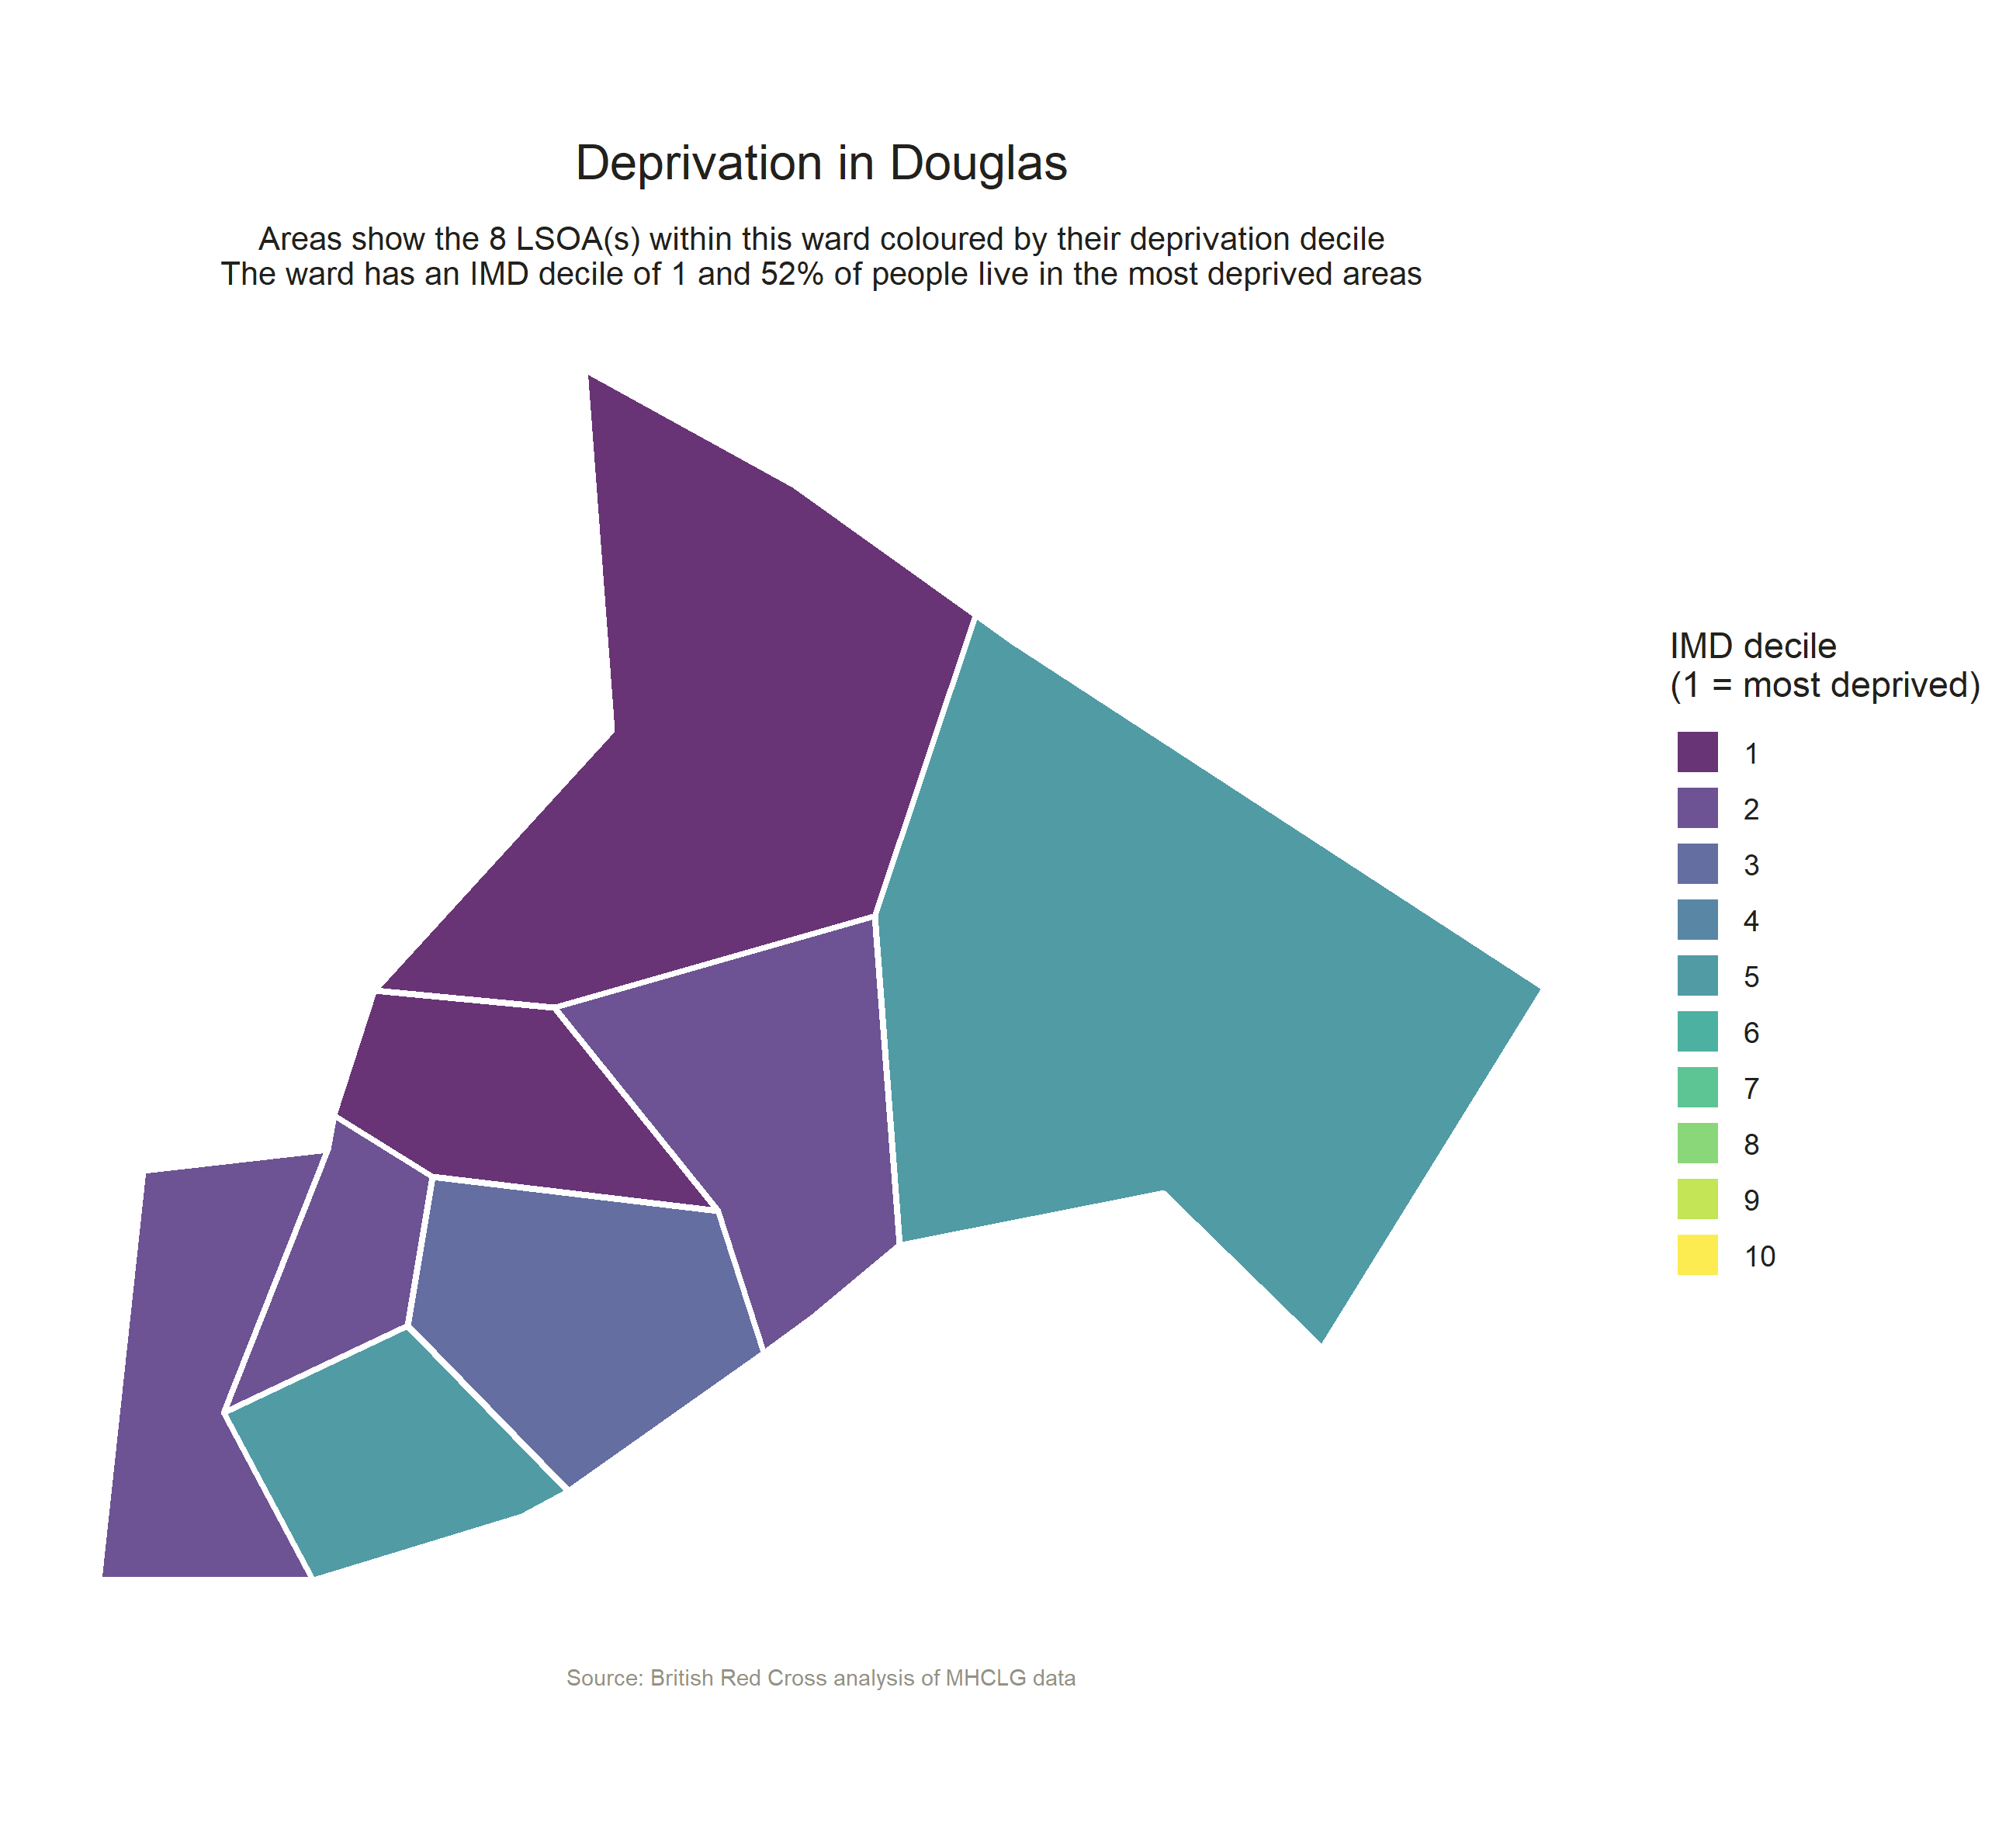 Deprivation in Douglas
Areas show the 8 LSOA(s) within this ward coloured by their deprivation decile
The ward has an IMD decile of 1 and 52% of people live in the most deprived areas
IMD decile
(1 = most deprived)
1
2
3
4
5
6
7
8
9
10
Source: British Red Cross analysis of MHCLG data